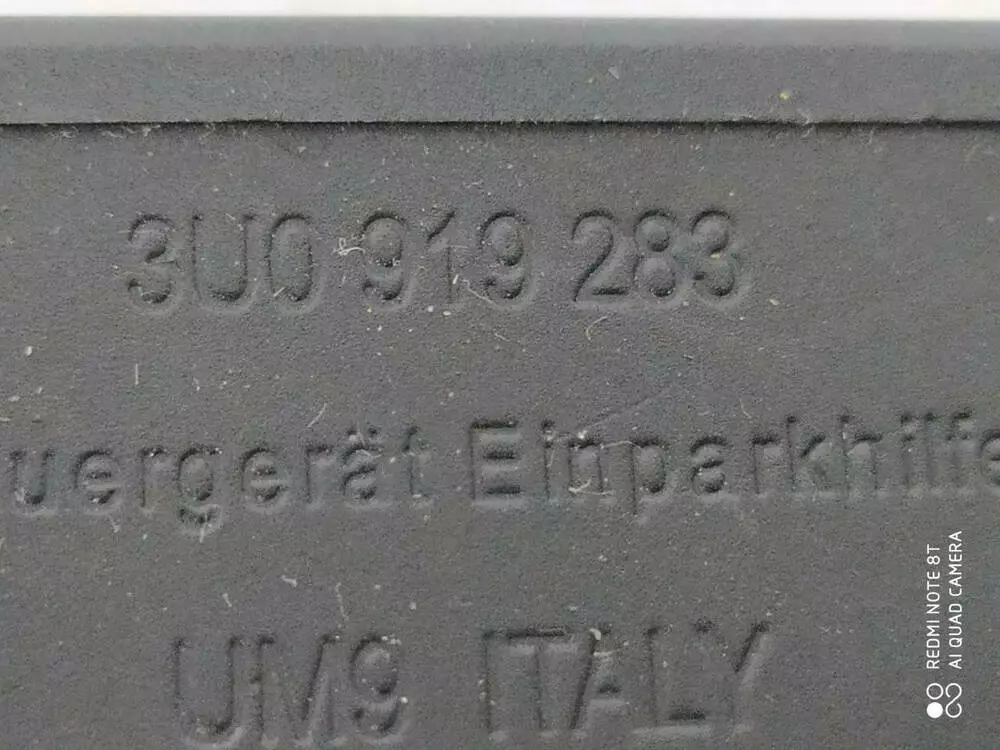 3U0 919 283
uergerät Einparkhilfe
UM9 ITALY
REDMI NOTE 8T
AI QUAD CAMERA